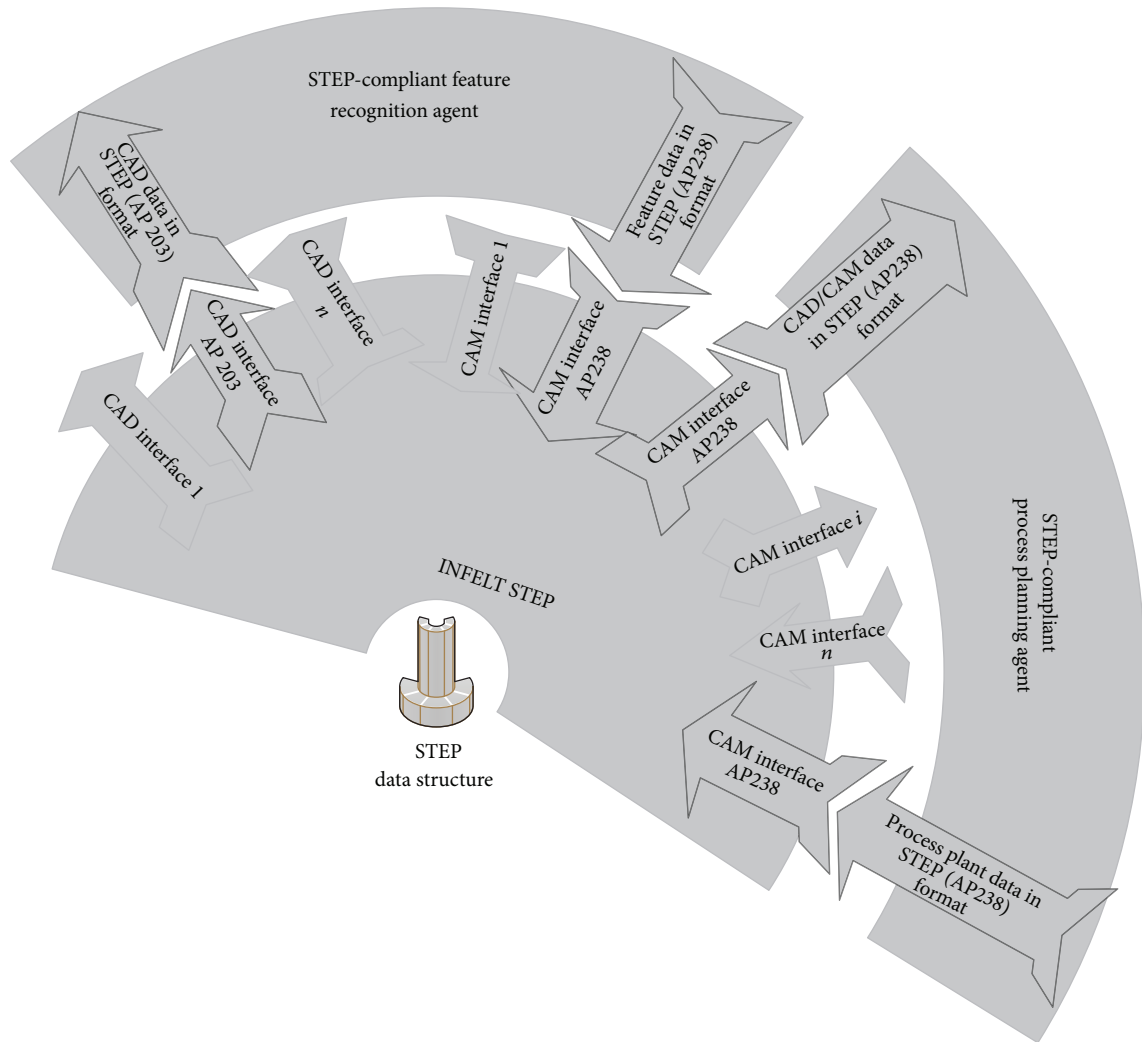 STEP-compliant feature
recognition agent
CAD data in
STEP (AP 203)
format
Feature data in
STEP (AP238)
format
CAD/CAM data
in STEP (AP238)
format
CAD interface 1
CAD interface
AP 203
CAD interface
n
CAM interface 1
CAM interface
AP238
CAM interface
AP238
CAM interface i
CAM interface
n
CAM interface
AP238
Process plant data in
STEP (AP238)
format
STEP-compliant
process planning agent
INFELT STEP
STEP
data structure